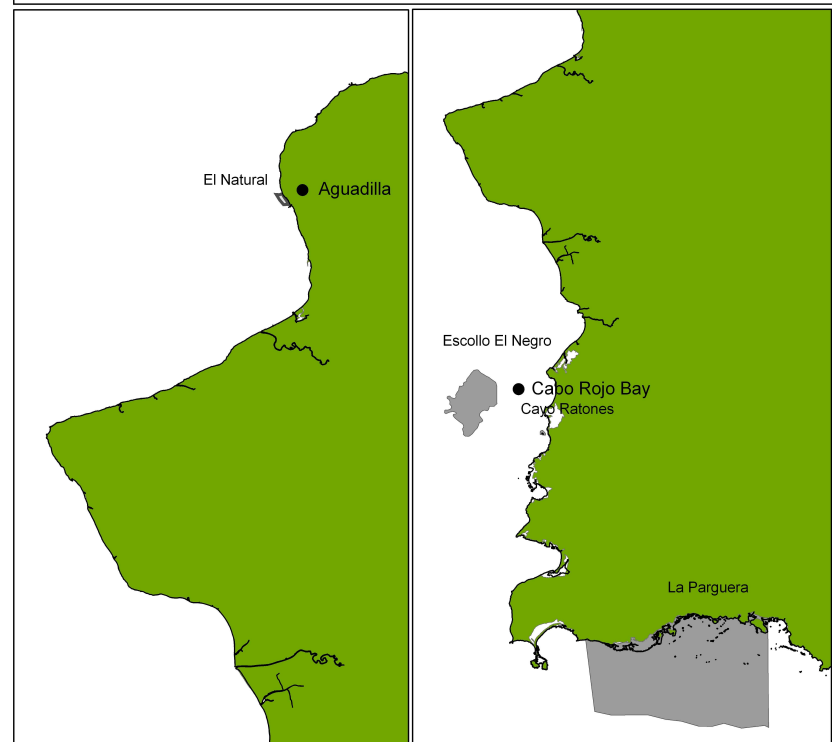 El Natural
Aguadilla
Escollo El Negro
Cabo Rojo Bay
Cayo Ratones
La Parguera